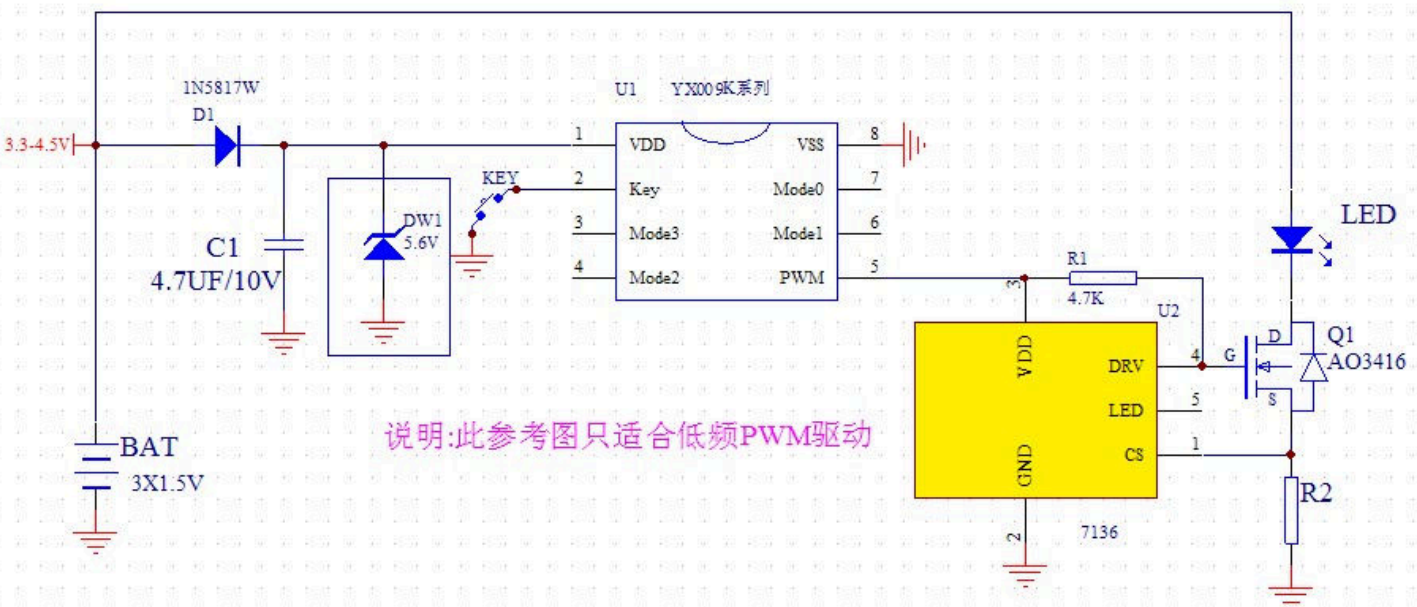 1N5817W
D1
U1 YX009K系列
3.3-4.5V
1 VDD VSS 8
2 Key Mode0 7
3 Mode3 Mode1 6
4 Mode2 PWM 5
KEY
DW1
5.6V
C1
4.7UF/10V
LED
R1
4.7K
3
U2
VDD
DRV 4
LED 5
CS 1
GND
2
7136
G
D
S
Q1
AO3416
R2
说明:此参考图只适合低频PWM驱动
BAT
3X1.5V